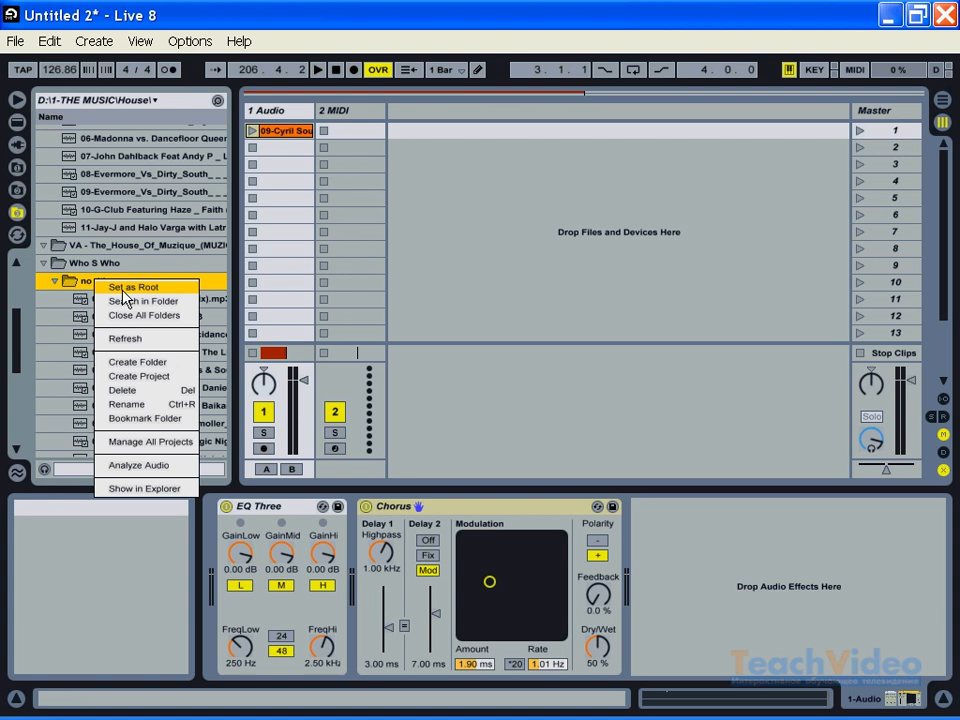 Untitled 2* - Live 8
File Edit Create View Options Help
TAP 126.86 4 / 4 206 . 4 . 2 OVR 1 Bar 3 . 1 . 1 4 . 0 . 0 KEY MIDI 0 % D
D:\1-THE MUSIC\House\
Name
06-Madonna vs. Dancefloor Queen
07-John Dahlback Feat Andy P _ L
08-Evermore_Vs_Dirty_South_ _ _
09-Evermore_Vs_Dirty_South_ _ _
10-G-Club Featuring Haze _ Faith
11-Jay-J and Halo Varga with Latr
VA - The_House_Of_Muzique_(MUZI
Who S Who
Set as Root
Search in Folder
Close All Folders
Refresh
Create Folder
Create Project
Delete Del
Rename Ctrl+R
Bookmark Folder
Manage All Projects
Analyze Audio
Show in Explorer
1 Audio 2 MIDI Master
09-Cyril Sou
1
2
3
4
5
6
7
8
9
10
11
12
13
Drop Files and Devices Here
Stop Clips
1 2 Solo
S S
A B
EQ Three
GainLow GainMid GainHi
0.00 dB 0.00 dB 0.00 dB
L M H
FreqLow 24 FreqHi
250 Hz 48 2.50 kHz
Chorus
Delay 1 Delay 2 Modulation Polarity
Highpass Off -
1.00 kHz Fix +
Mod
Feedback
0.0 %
Amount Rate Dry/Wet
3.00 ms 7.00 ms 1.90 ms *20 1.01 Hz 50 %
Drop Audio Effects Here
TeachVideo
Интерактивное обучающее телевидение
1-Audio